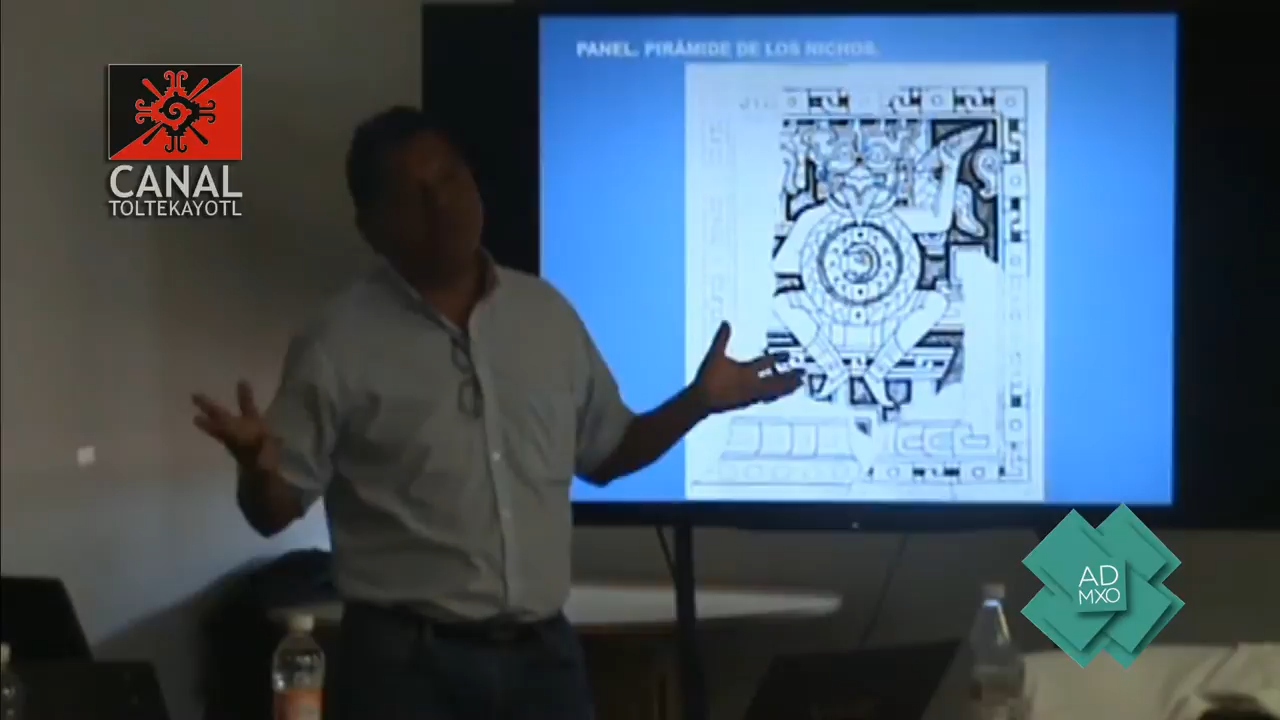 PANEL. PIRÁMIDE DE LOS NICHOS.
CANAL
TOLTEKAYOTL
AD
MXO